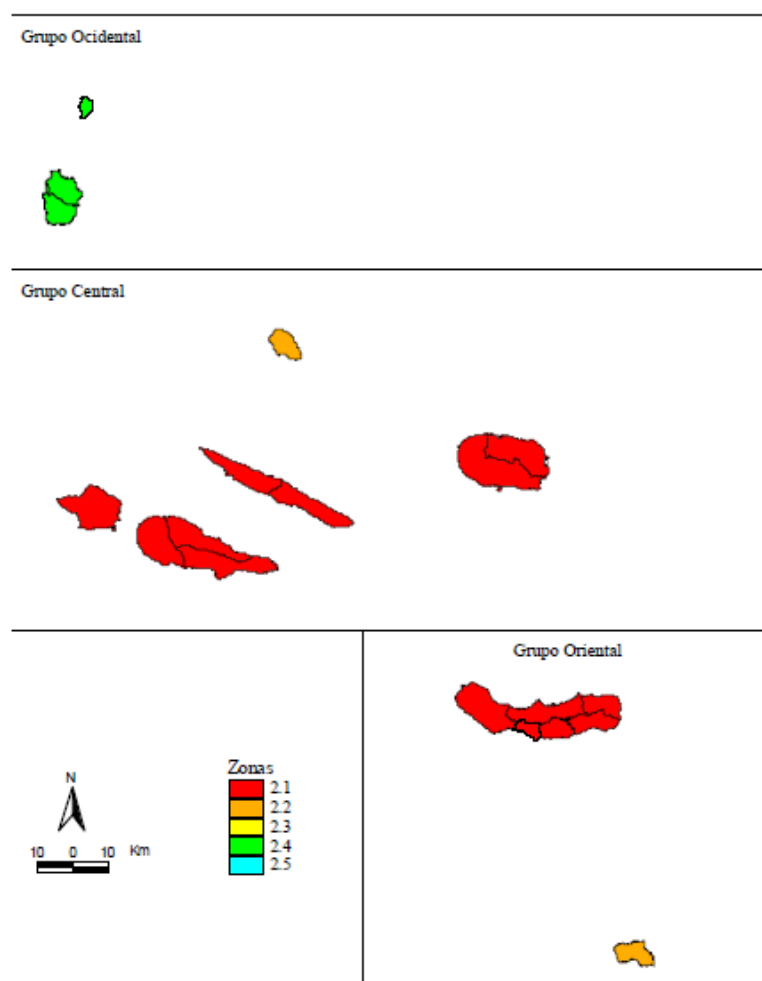 Grupo Ocidental
Grupo Central
Grupo Oriental
N
10 0 10 Km
Zonas
2.1
2.2
2.3
2.4
2.5